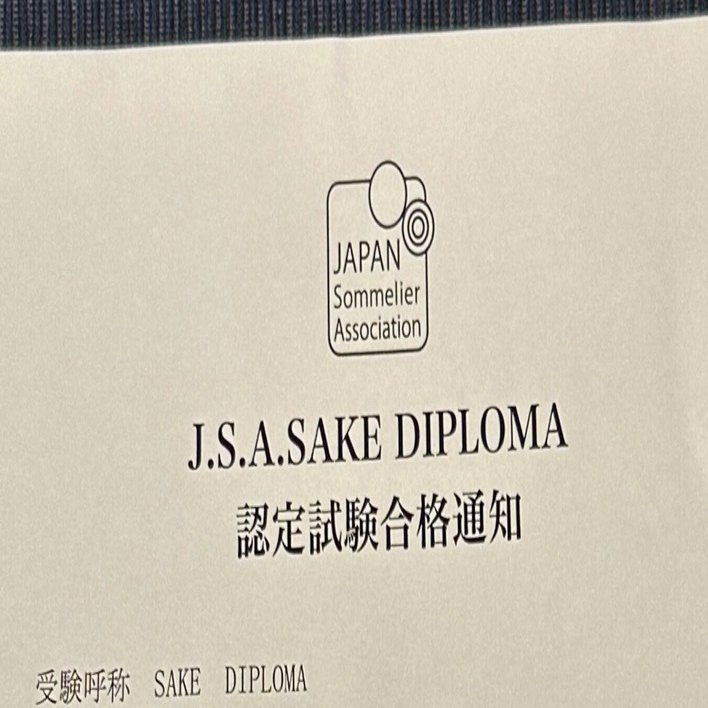 JAPAN
Sommelier
Association
J.S.A.SAKE DIPLOMA
認定試験合格通知
受験呼称　SAKE　DIPLOMA